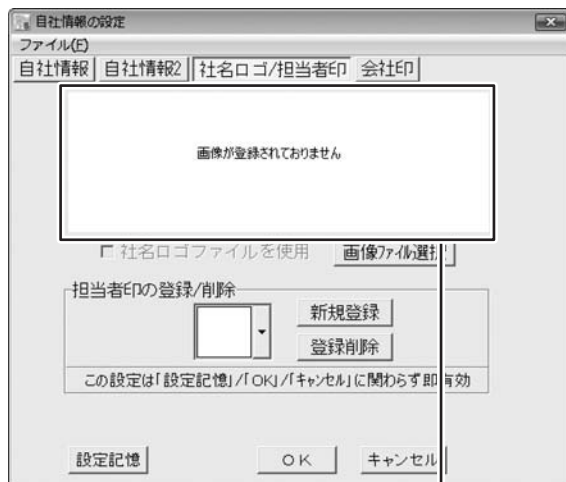 自社情報の設定
ファイル(F)
自社情報 自社情報2 社名ロゴ/担当者印 会社印
画像が登録されておりません
社名ロゴファイルを使用 画像ファイル選択
担当者印の登録/削除
新規登録
登録削除
この設定は「設定記憶」/「OK」/「キャンセル」に関わらず即有効
設定記憶 OK キャンセル